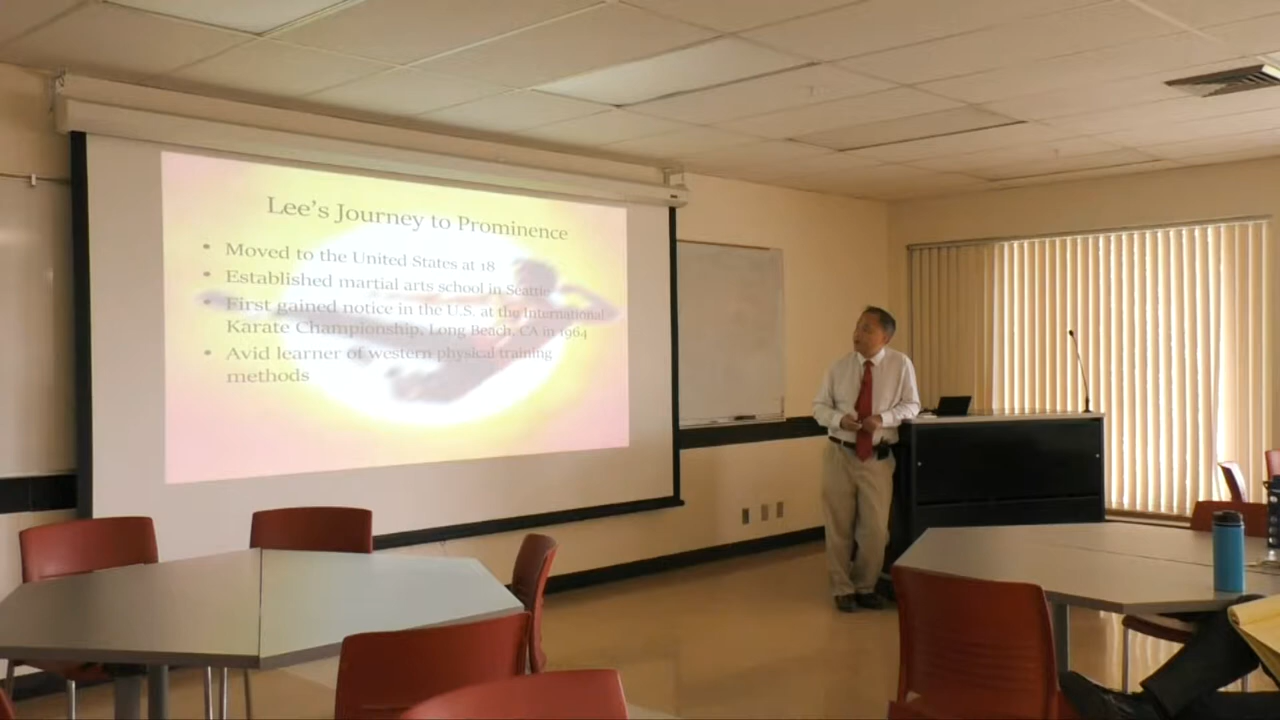 Lee's Journey to Prominence
• Moved to the United States at 18
• Established martial arts school in Seattle
• First gained notice in the U.S. at the International
Karate Championship, Long Beach, CA in 1964
• Avid learner of western physical training
methods